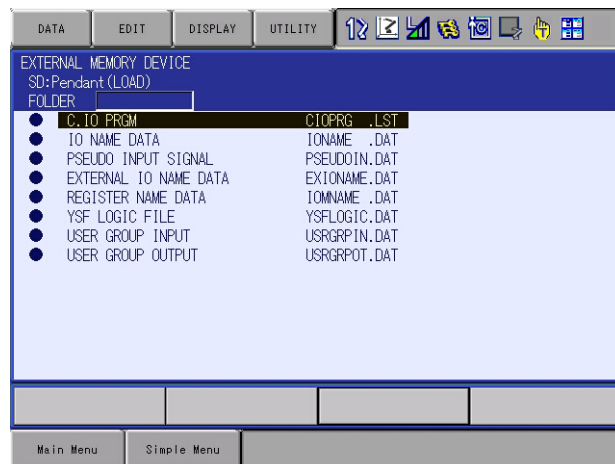 DATA EDIT DISPLAY UTILITY
EXTERNAL MEMORY DEVICE
SD:Pendant(LOAD)
FOLDER
C.IO PRGM CIOPRG .LST
IO NAME DATA IONAME .DAT
PSEUDO INPUT SIGNAL PSEUDOIN.DAT
EXTERNAL IO NAME DATA EXIONAME.DAT
REGISTER NAME DATA IOMNAME .DAT
YSF LOGIC FILE YSFLOGIC.DAT
USER GROUP INPUT USRGRPIN.DAT
USER GROUP OUTPUT USRGRPOT.DAT
Main Menu Simple Menu